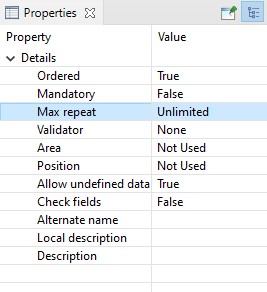 Properties
Property Value
Details
Ordered True
Mandatory False
Max repeat Unlimited
Validator None
Area Not Used
Position Not Used
Allow undefined data True
Check fields False
Alternate name
Local description
Description